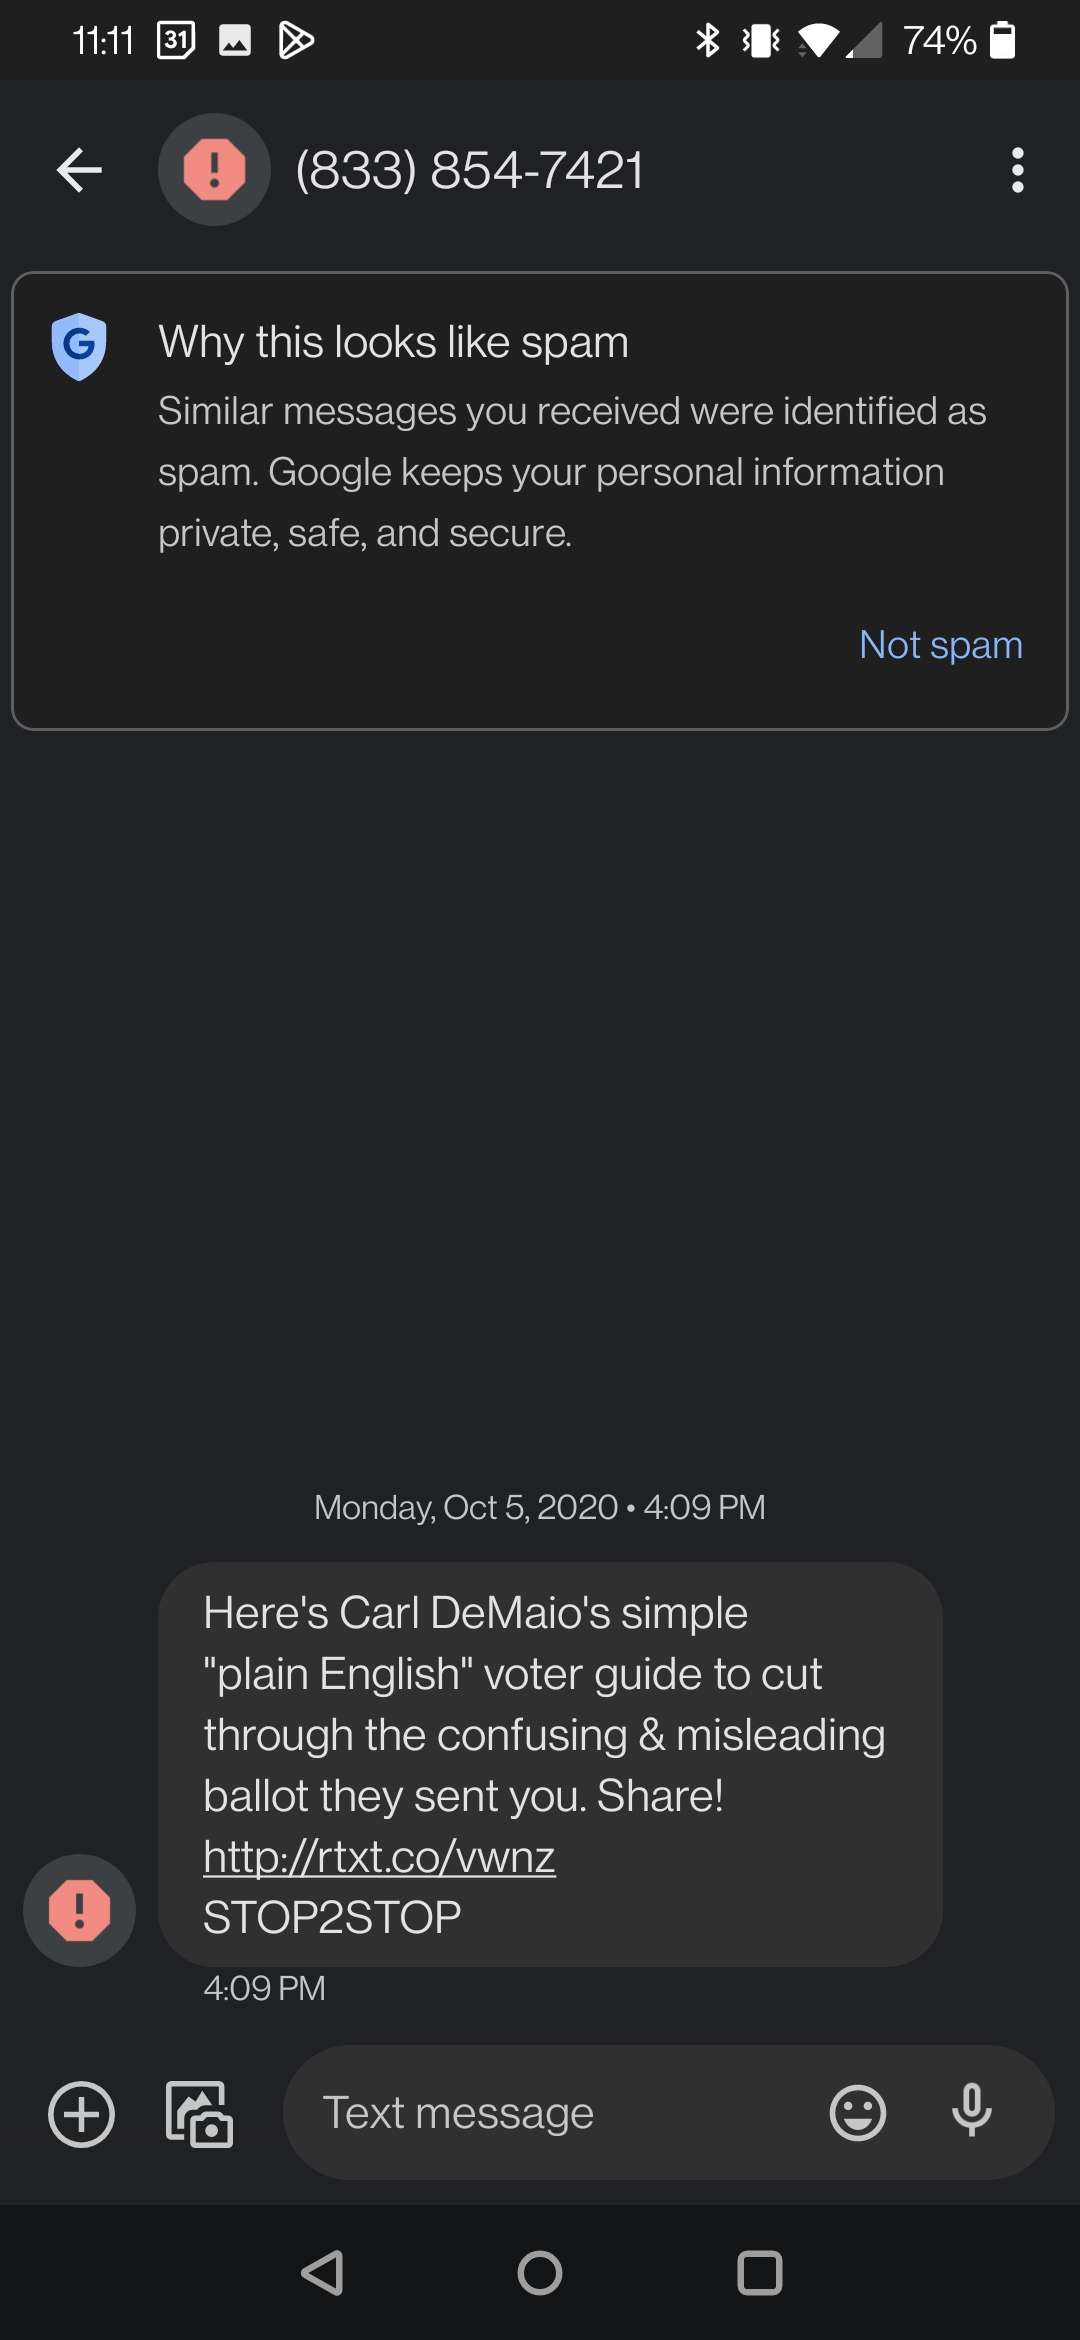 11:11 31 74%
(833) 854-7421
G
Why this looks like spam
Similar messages you received were identified as
spam. Google keeps your personal information
private, safe, and secure.
Not spam
Monday, Oct 5, 2020 • 4:09 PM
Here's Carl DeMaio's simple
"plain English" voter guide to cut
through the confusing & misleading
ballot they sent you. Share!
http://rtxt.co/vwnz
STOP2STOP
4:09 PM
Text message